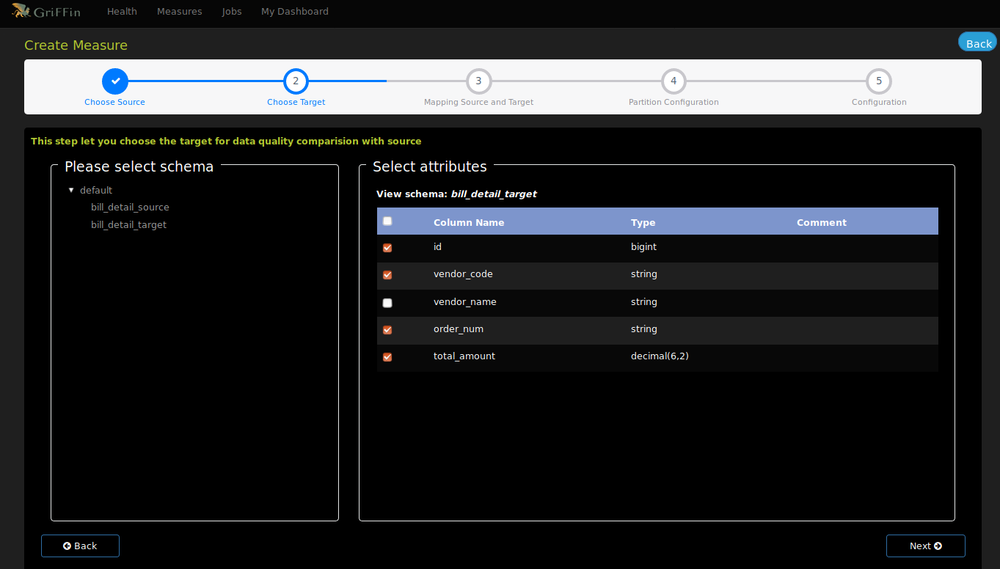 GriFFin Health Measures Jobs My Dashboard
Create Measure
Back
2 3 4 5
Choose Source Choose Target Mapping Source and Target Partition Configuration Configuration
This step let you choose the target for data quality comparision with source
Please select schema
default
bill_detail_source
bill_detail_target
Select attributes
View schema: bill_detail_target
Column Name Type Comment
id bigint
vendor_code string
vendor_name string
order_num string
total_amount decimal(6,2)
Back Next